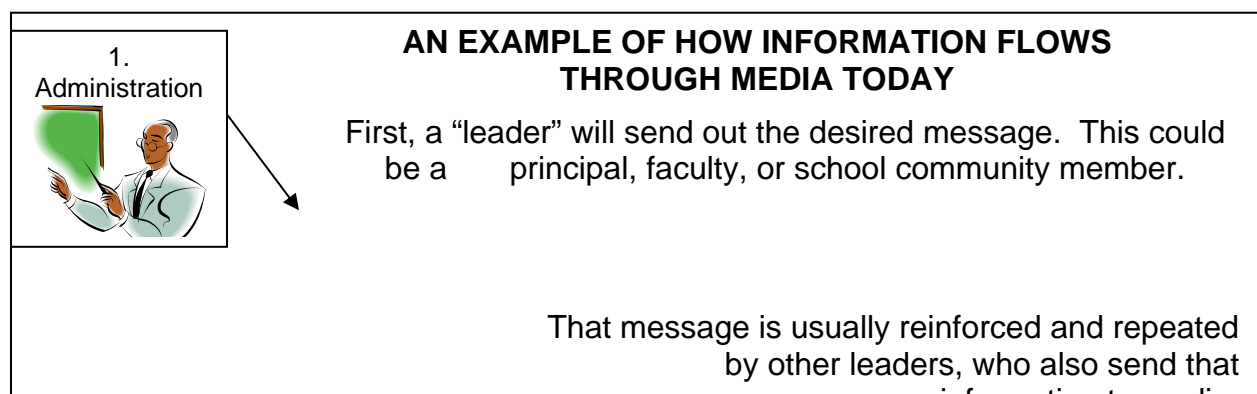 1.
Administration
AN EXAMPLE OF HOW INFORMATION FLOWS
THROUGH MEDIA TODAY
First, a “leader” will send out the desired message.  This could
be a      principal, faculty, or school community member.
That message is usually reinforced and repeated
by other leaders, who also send that